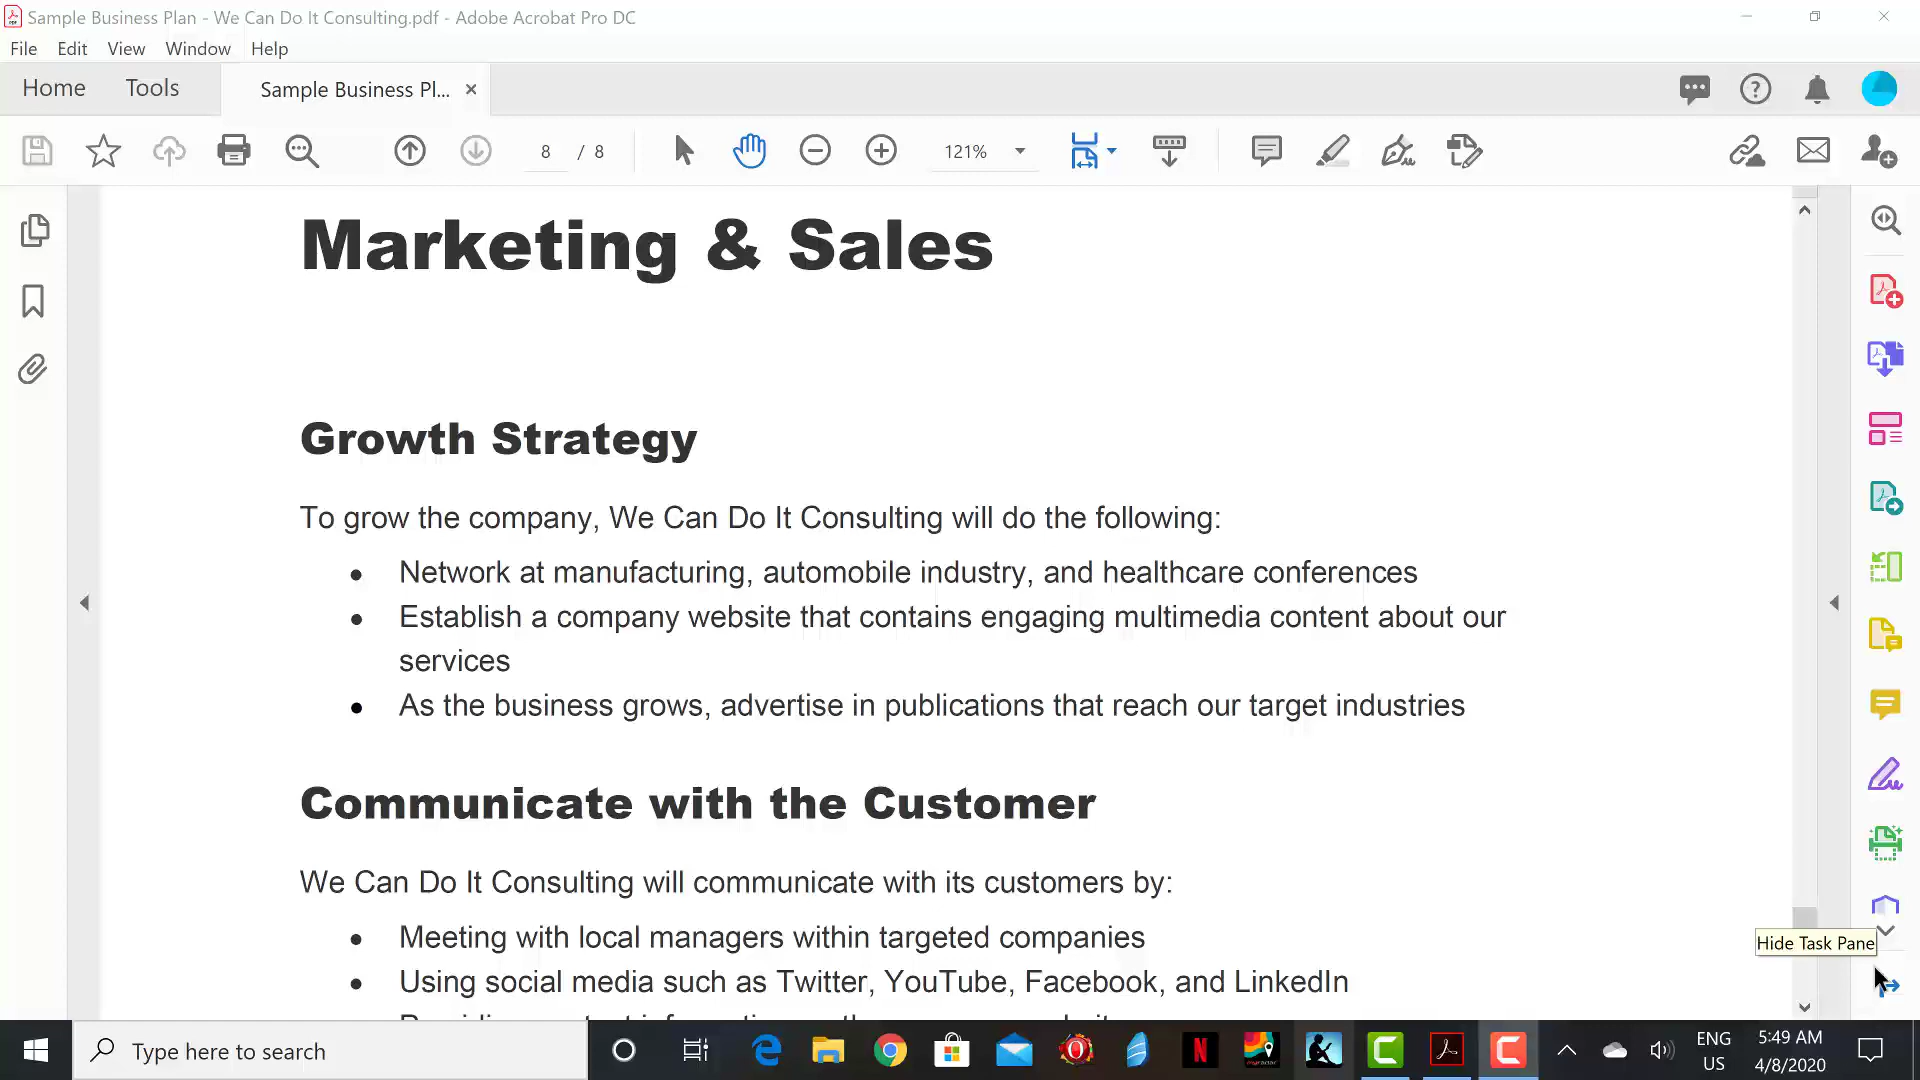 Sample Business Plan - We Can Do It Consulting.pdf - Adobe Acrobat Pro DC
File Edit View Window Help
Home Tools Sample Business Pl...
8 / 8 121%
Marketing & Sales
Growth Strategy
To grow the company, We Can Do It Consulting will do the following:
• Network at manufacturing, automobile industry, and healthcare conferences
• Establish a company website that contains engaging multimedia content about our
services
• As the business grows, advertise in publications that reach our target industries
Communicate with the Customer
We Can Do It Consulting will communicate with its customers by:
• Meeting with local managers within targeted companies
Hide Task Pane
• Using social media such as Twitter, YouTube, Facebook, and LinkedIn
Type here to search
ENG
US
5:49 AM
4/8/2020